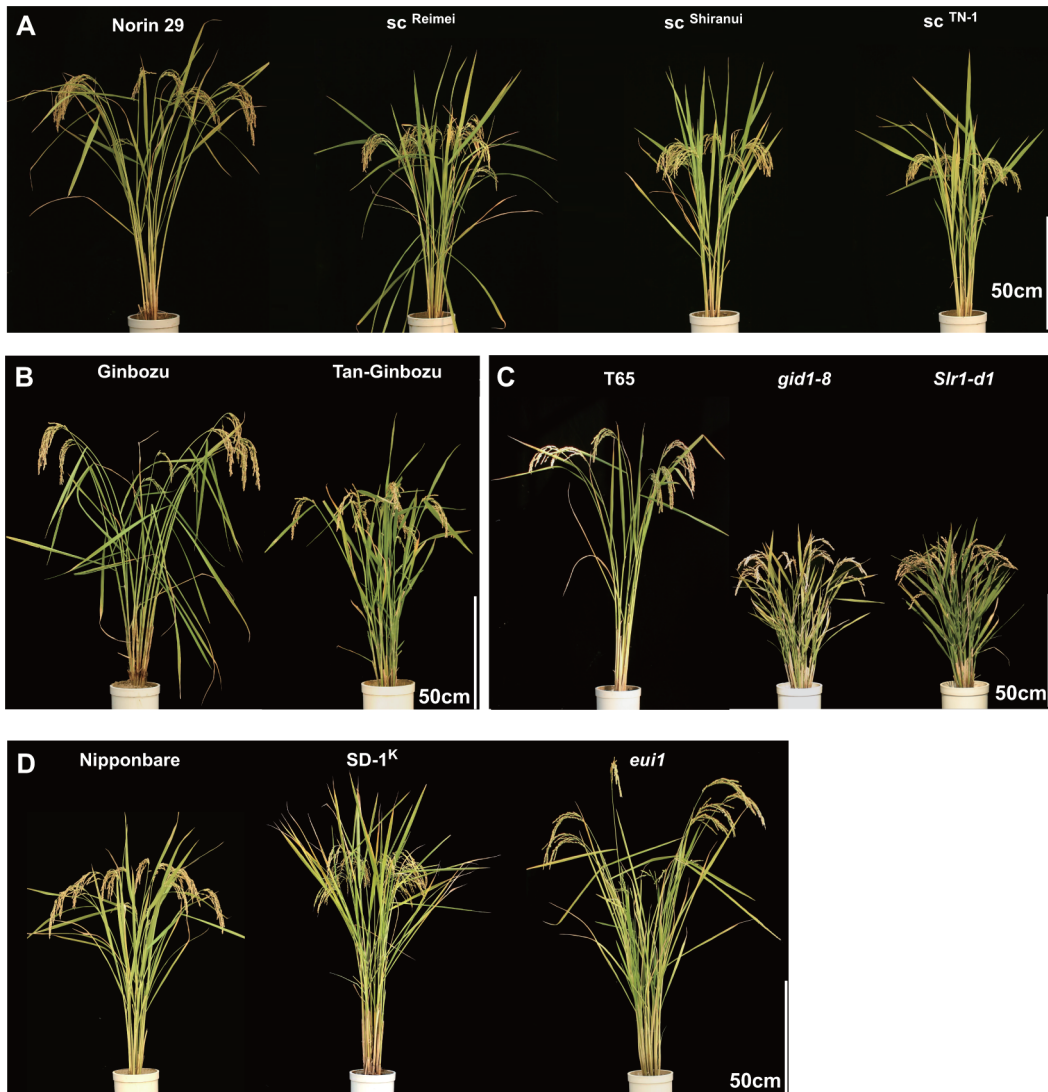 A
Norin 29
sc Reimei
sc Shiranui
sc TN-1
50cm
B
Ginbozu
Tan-Ginbozu
50cm
C
T65
gid1-8
Slr1-d1
50cm
D
Nipponbare
SD-1K
eui1
50cm